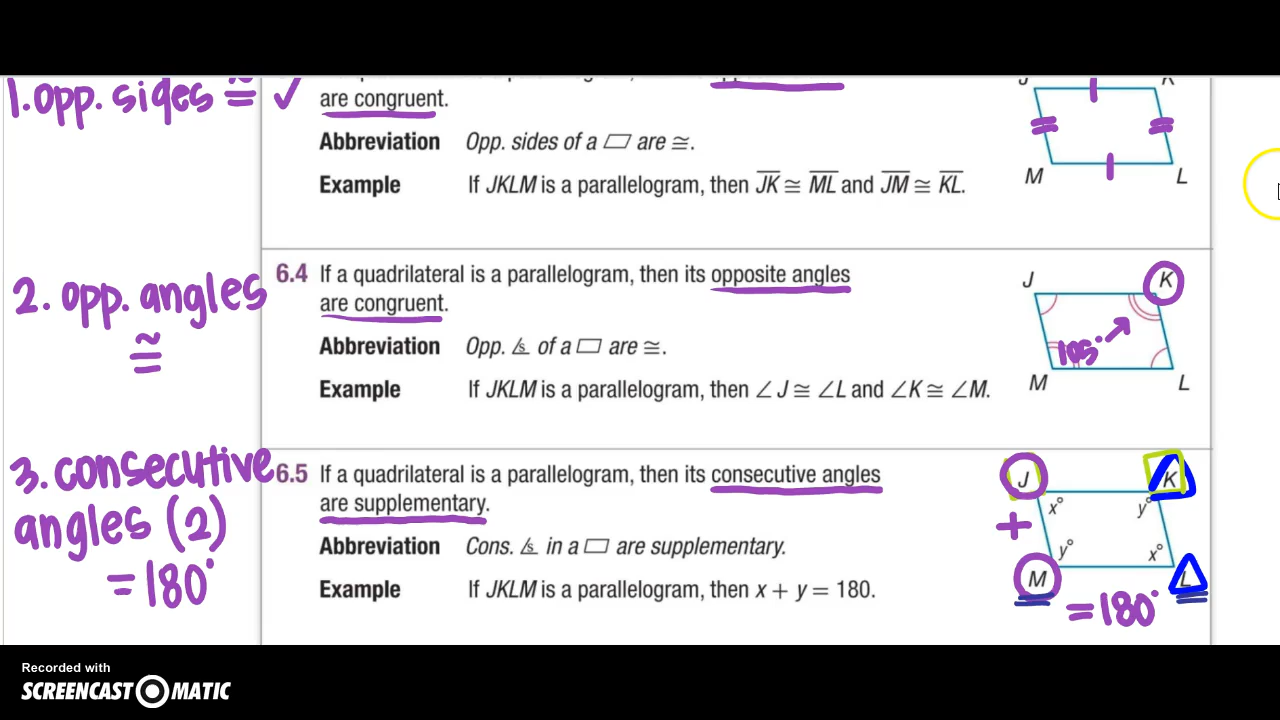 1. opp. sides ≅ ✓
are congruent.
Abbreviation Opp. sides of a ▱ are ≅.
Example If JKLM is a parallelogram, then JK ≅ ML and JM ≅ KL.
K
M L
2. opp. angles
≅
6.4 If a quadrilateral is a parallelogram, then its opposite angles
are congruent.
Abbreviation Opp. ∠s of a ▱ are ≅.
Example If JKLM is a parallelogram, then ∠J ≅ ∠L and ∠K ≅ ∠M.
J K
105°
M L
3. consecutive
angles (2)
= 180°
6.5 If a quadrilateral is a parallelogram, then its consecutive angles
are supplementary.
Abbreviation Cons. ∠s in a ▱ are supplementary.
Example If JKLM is a parallelogram, then x + y = 180.
J K
x° y°
+
y° x°
M L
= 180°
Recorded with
SCREENCAST-O-MATIC